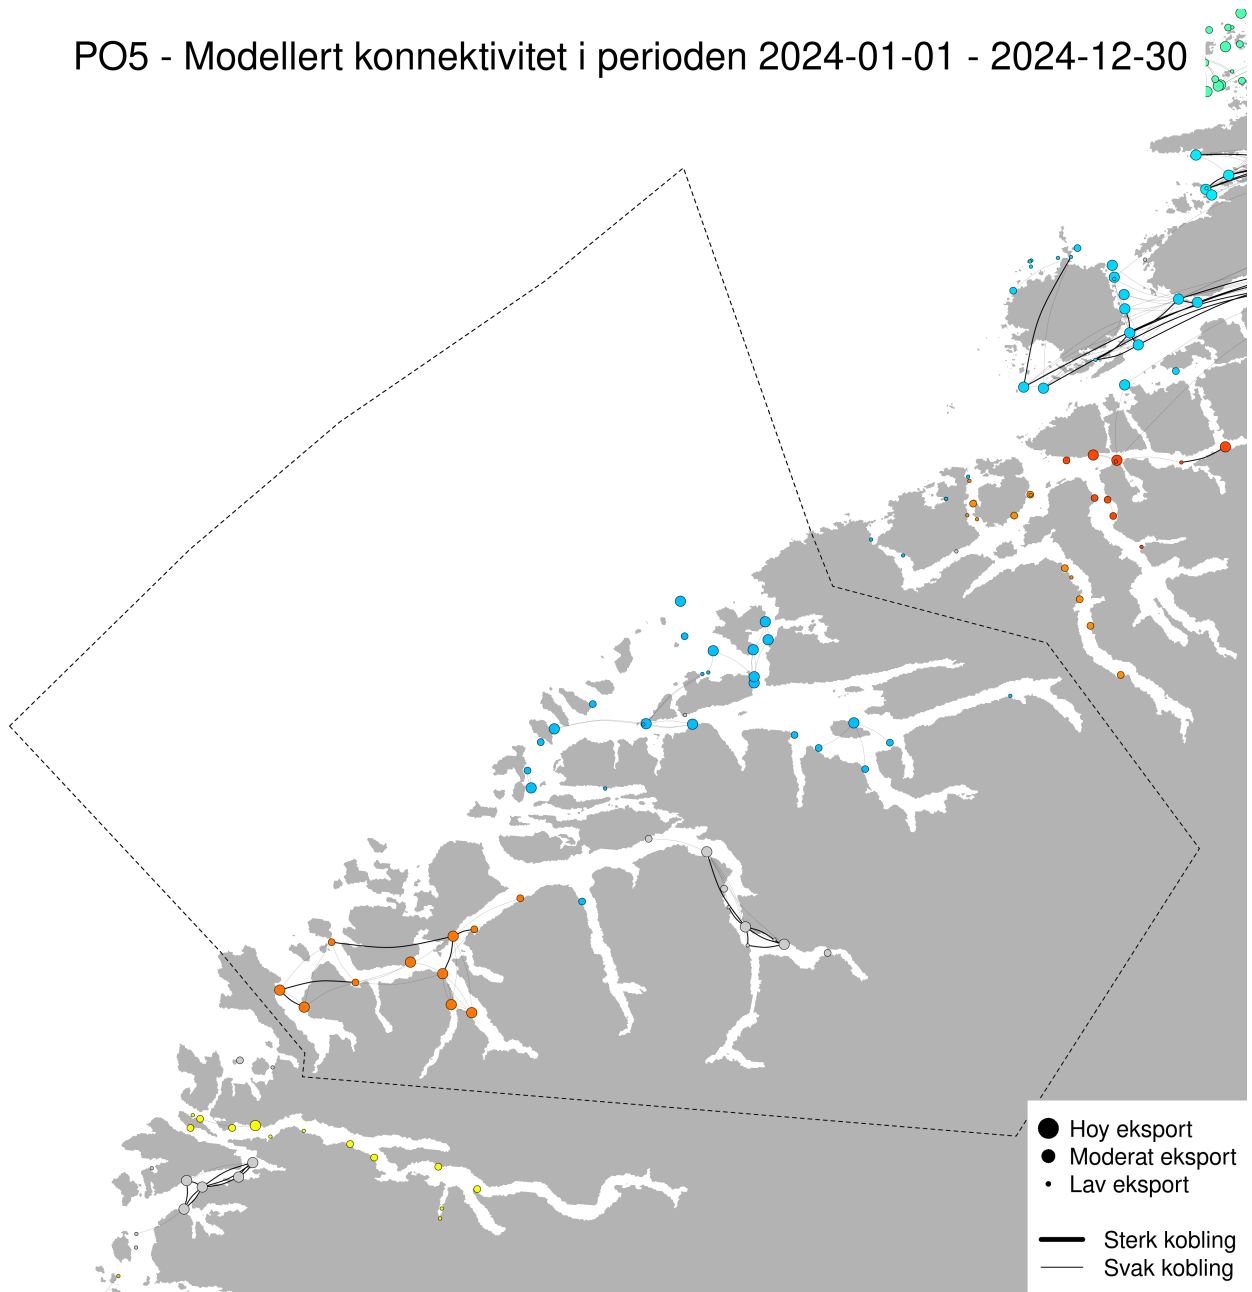 PO5 - Modellert konnektivitet i perioden 2024-01-01 - 2024-12-30
Hoy eksport
Moderat eksport
Lav eksport
Sterk kobling
Svak kobling